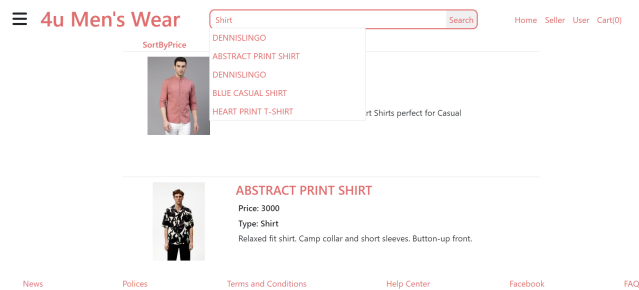 4u Men's Wear
Shirt
Search
Home
Seller
User
Cart(0)
SortByPrice
DENNISLINGO
ABSTRACT PRINT SHIRT
DENNISLINGO
BLUE CASUAL SHIRT
HEART PRINT T-SHIRT
rt Shirts perfect for Casual
ABSTRACT PRINT SHIRT
Price: 3000
Type: Shirt
Relaxed fit shirt. Camp collar and short sleeves. Button-up front.
News
Polices
Terms and Conditions
Help Center
Facebook
FAQ